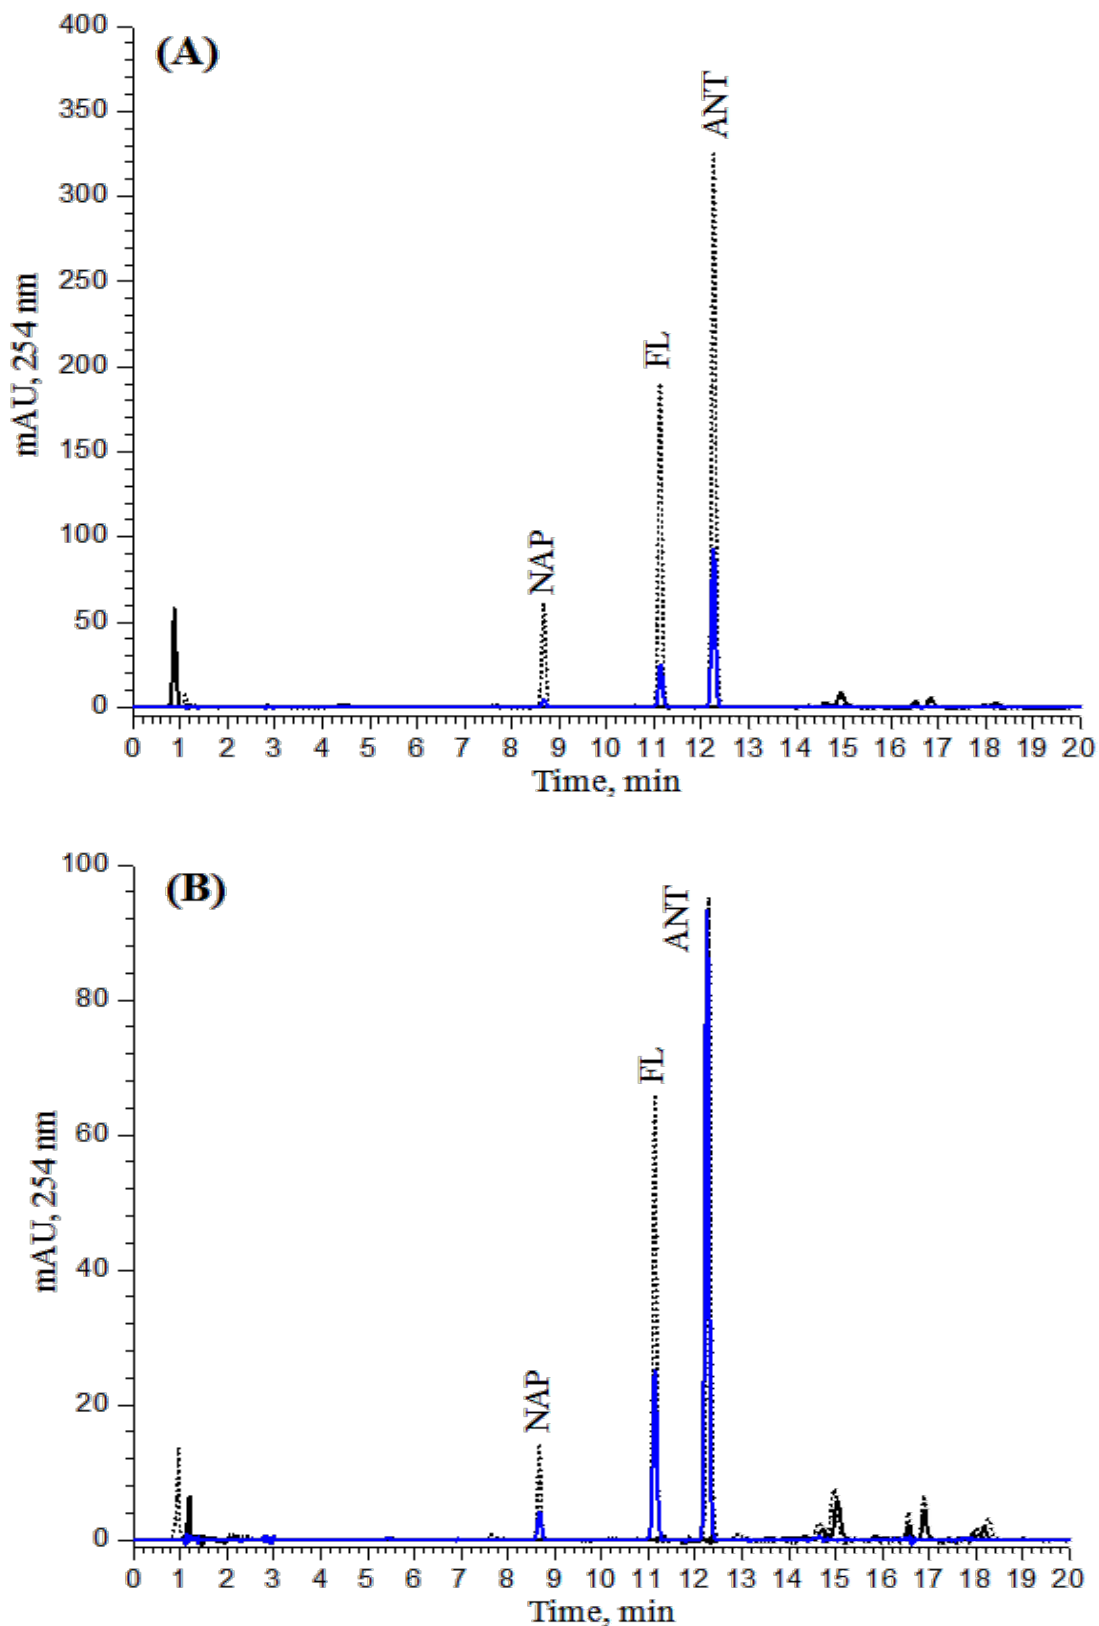 (A)
400
350
300
250
200
150
100
50
0
mAU, 254 nm
NAP
FL
ANT
0 1 2 3 4 5 6 7 8 9 10 11 12 13 14 15 16 17 18 19 20
Time, min
(B)
100
80
60
40
20
0
mAU, 254 nm
NAP
FL
ANT
0 1 2 3 4 5 6 7 8 9 10 11 12 13 14 15 16 17 18 19 20
Time, min